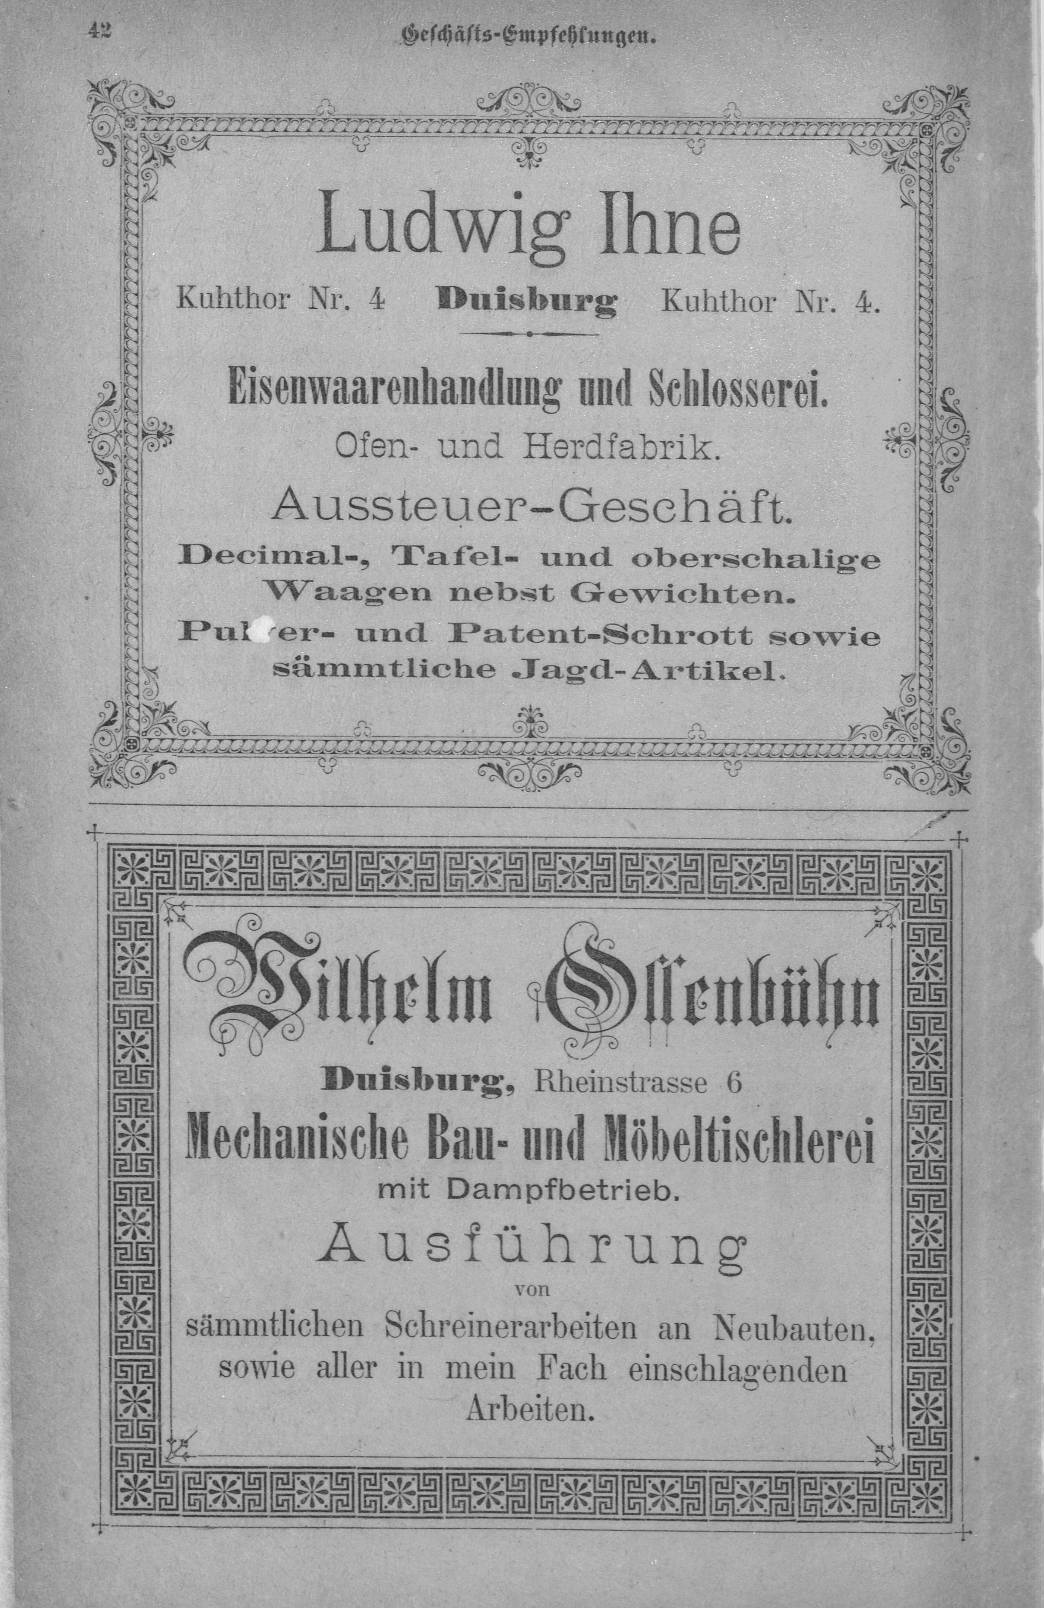 42 Geschäfts-Empfehlungen.
Ludwig Ihne
Kuhthor Nr. 4 Duisburg Kuhthor Nr. 4.
Eisenwaarenhandlung und Schlosserei.
Ofen- und Herdfabrik.
Aussteuer-Geschäft.
Decimal-, Tafel- und oberschalige
Waagen nebst Gewichten.
Pulver- und Patent-Schrott sowie
sämmtliche Jagd-Artikel.
Wilhelm Ossenbühn
Duisburg, Rheinstrasse 6
Mechanische Bau- und Möbeltischlerei
mit Dampfbetrieb.
Ausführung
von
sämmtlichen Schreinerarbeiten an Neubauten,
sowie aller in mein Fach einschlagenden
Arbeiten.